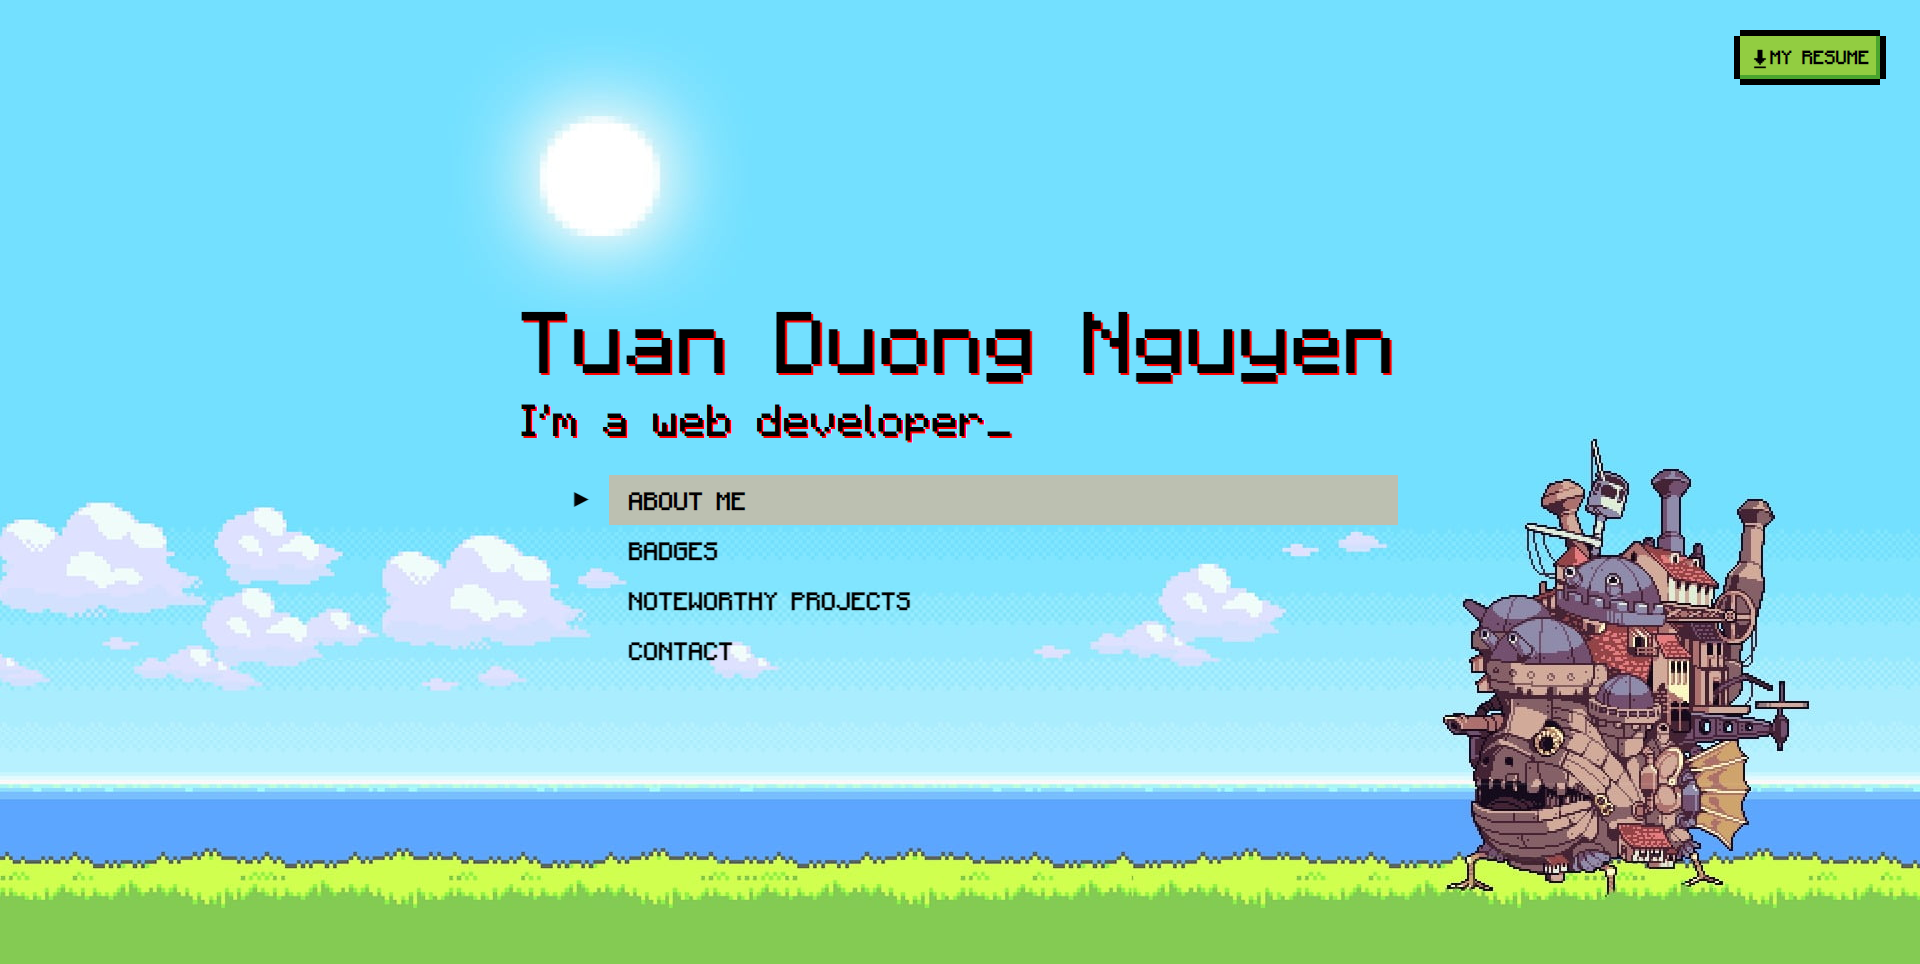 MY RESUME
Tuan Duong Nguyen
I'm a web developer_
ABOUT ME
BADGES
NOTEWORTHY PROJECTS
CONTACT